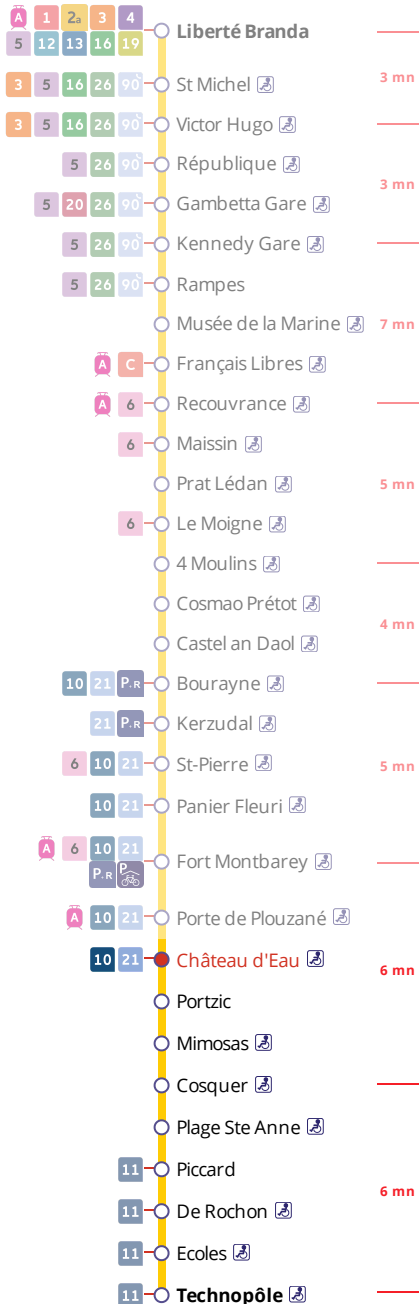 A 1 2a 3 4
Liberté Branda
5 12 13 16 19
3 mn
3 5 16 26 90 St Michel
3 5 16 26 90 Victor Hugo
5 26 90 République
3 mn
5 20 26 90 Gambetta Gare
5 26 90 Kennedy Gare
5 26 90 Rampes
Musée de la Marine 7 mn
A C Français Libres
A 6 Recouvrance
6 Maissin
Prat Lédan 5 mn
6 Le Moigne
4 Moulins
Cosmao Prétot
4 mn
Castel an Daol
10 21 P.R Bourayne
21 P.R Kerzudal
6 10 21 St-Pierre 5 mn
10 21 Panier Fleuri
A 6 10 21
Fort Montbarey
P.R P
A 10 21 Porte de Plouzané
10 21 Château d'Eau
6 mn
Portzic
Mimosas
Cosquer
Plage Ste Anne
11 Piccard
6 mn
11 De Rochon
11 Ecoles
11 Technopôle